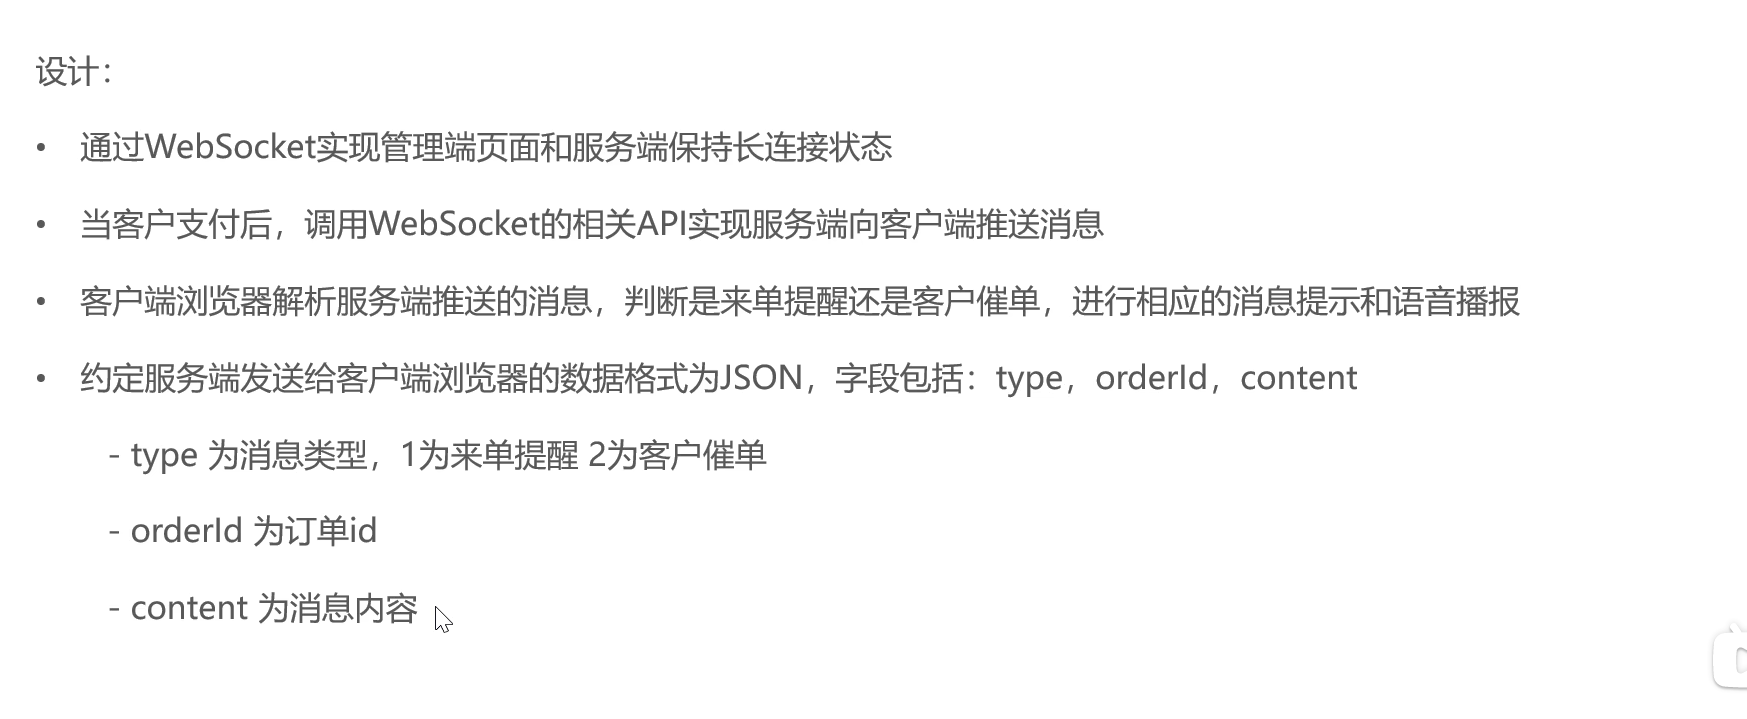 设计：
• 通过WebSocket实现管理端页面和服务端保持长连接状态
• 当客户支付后，调用WebSocket的相关API实现服务端向客户端推送消息
• 客户端浏览器解析服务端推送的消息，判断是来单提醒还是客户催单，进行相应的消息提示和语音播报
• 约定服务端发送给客户端浏览器的数据格式为JSON，字段包括：type，orderId，content
- type 为消息类型，1为来单提醒 2为客户催单
- orderId 为订单id
- content 为消息内容